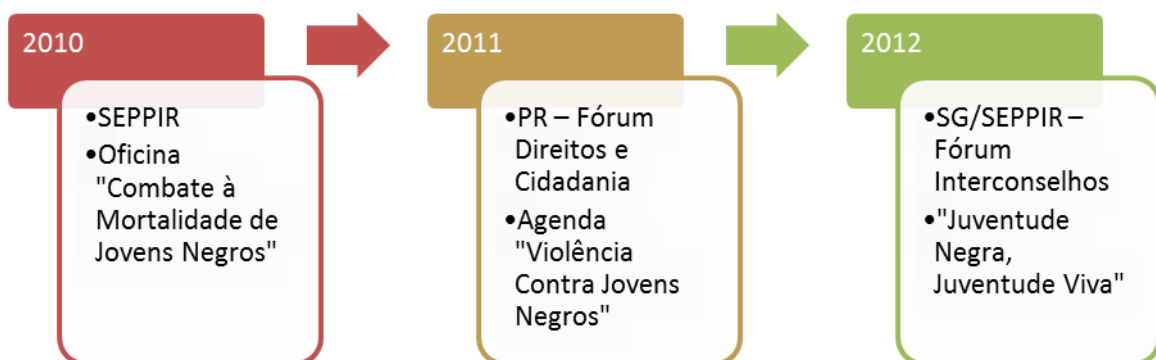 2010
•SEPPIR
•Oficina
"Combate à
Mortalidade de
Jovens Negros"
2011
•PR – Fórum
Direitos e
Cidadania
•Agenda
"Violência
Contra Jovens
Negros"
2012
•SG/SEPPIR –
Fórum
Interconselhos
•"Juventude
Negra,
Juventude Viva"